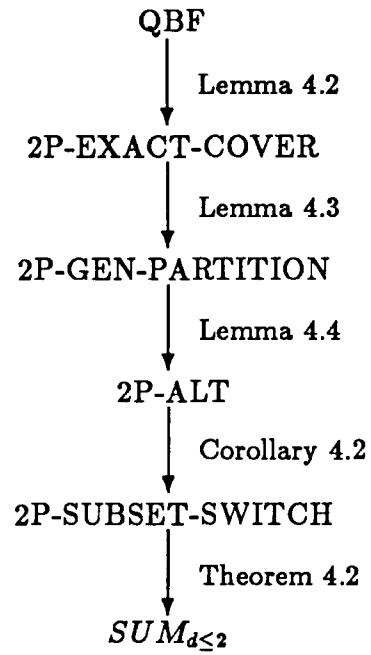 QBF
Lemma 4.2
2P-EXACT-COVER
Lemma 4.3
2P-GEN-PARTITION
Lemma 4.4
2P-ALT
Corollary 4.2
2P-SUBSET-SWITCH
Theorem 4.2
SUM_{d≤2}